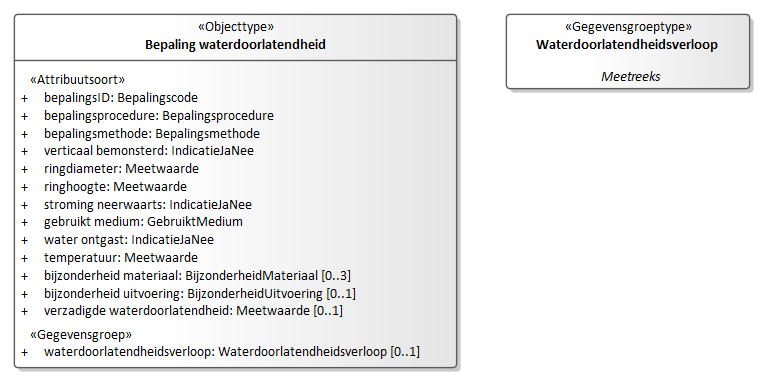 «Objecttype»
Bepaling waterdoorlatendheid
«Attribuutsoort»
+ bepalingsID: Bepalingscode
+ bepalingsprocedure: Bepalingsprocedure
+ bepalingsmethode: Bepalingsmethode
+ verticaal bemonsterd: IndicatieJaNee
+ ringdiameter: Meetwaarde
+ ringhoogte: Meetwaarde
+ stroming neerwaarts: IndicatieJaNee
+ gebruikt medium: GebruiktMedium
+ water ontgast: IndicatieJaNee
+ temperatuur: Meetwaarde
+ bijzonderheid materiaal: BijzonderheidMateriaal [0..3]
+ bijzonderheid uitvoering: BijzonderheidUitvoering [0..1]
+ verzadigde waterdoorlatendheid: Meetwaarde [0..1]
«Gegevensgroep»
+ waterdoorlatendheidsverloop: Waterdoorlatendheidsverloop [0..1]
«Gegevensgroeptype»
Waterdoorlatendheidsverloop
Meetreeks